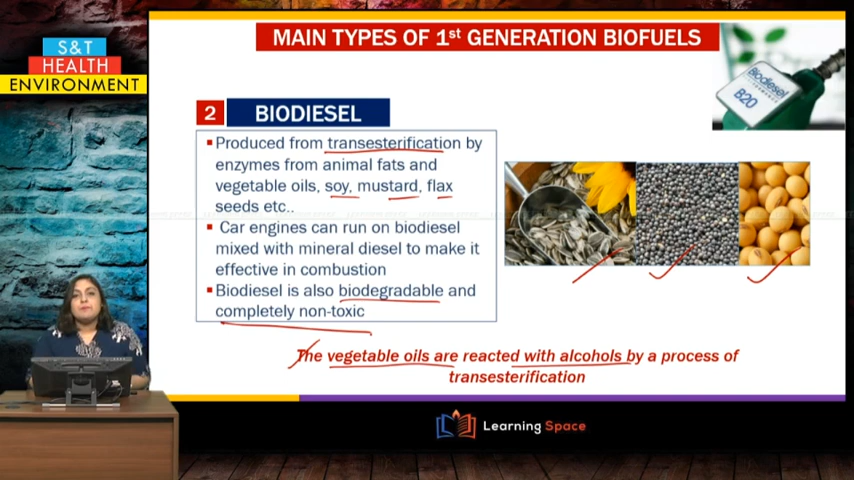 S&T
HEALTH
ENVIRONMENT
MAIN TYPES OF 1st GENERATION BIOFUELS
Biodiesel
B20
2 BIODIESEL
▪Produced from transesterification by
enzymes from animal fats and
vegetable oils, soy, mustard, flax
seeds etc..
▪ Car engines can run on biodiesel
mixed with mineral diesel to make it
effective in combustion
▪Biodiesel is also biodegradable and
completely non-toxic
The vegetable oils are reacted with alcohols by a process of
transesterification
Learning Space